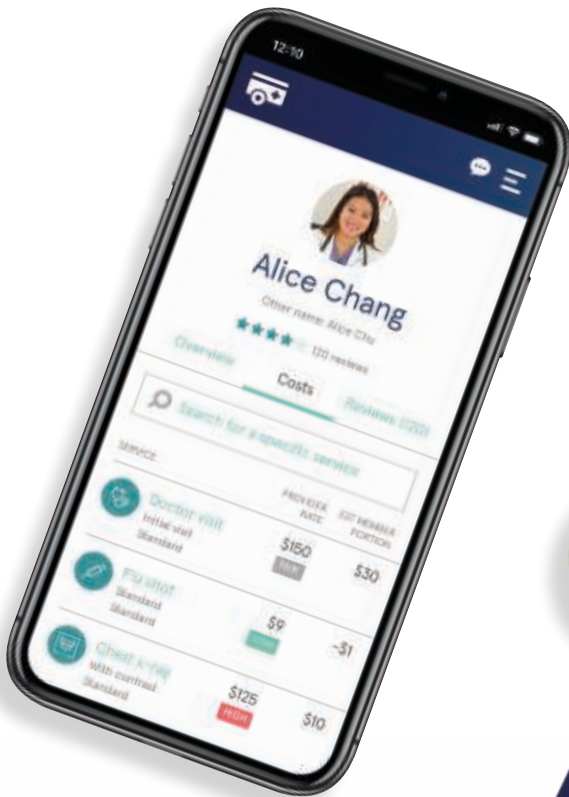 12:10
Alice Chang
Other name: Alice Chu
120 reviews
Overview Costs Reviews (120)
Search for a specific service
SERVICE PROVIDER RATE EST MEMBER PORTION
Doctor visit
Initial visit
Standard
$150
$30
Flu shot
Standard
Standard
$9
-$1
Chest x-ray
With contrast
Standard
$125
HIGH
$10